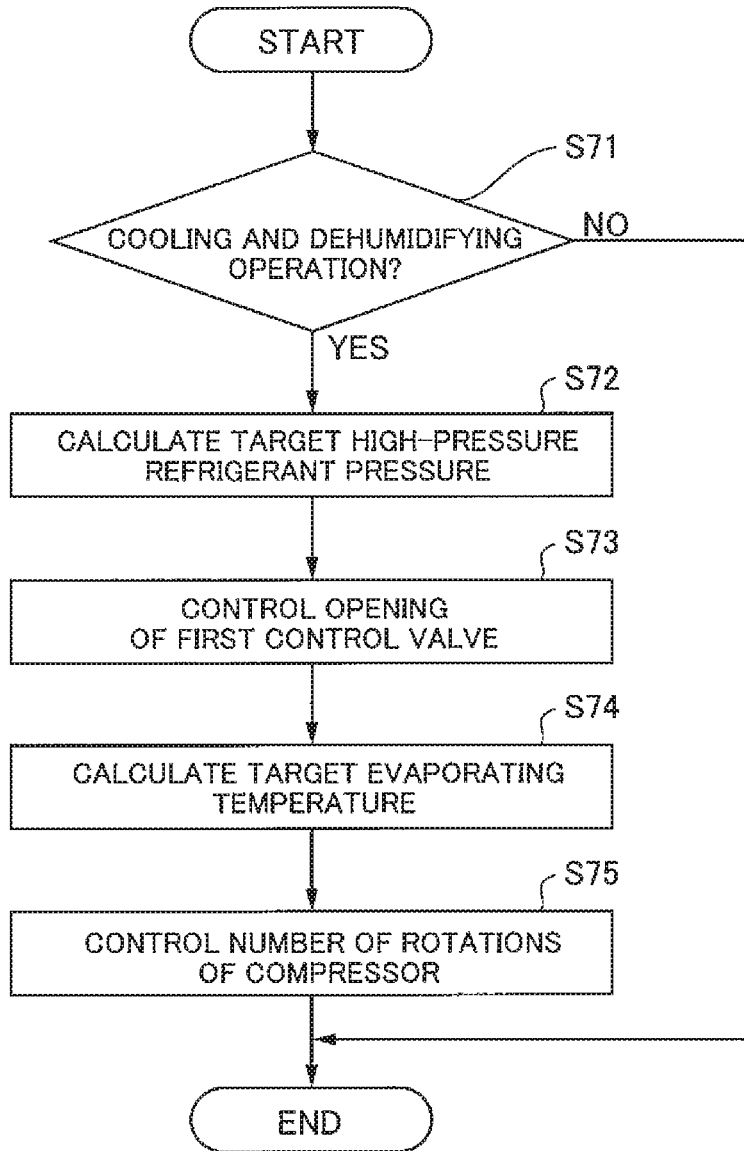 START
S71
COOLING AND DEHUMIDIFYING
OPERATION?
NO
YES
S72
CALCULATE TARGET HIGH-PRESSURE
REFRIGERANT PRESSURE
S73
CONTROL OPENING
OF FIRST CONTROL VALVE
S74
CALCULATE TARGET EVAPORATING
TEMPERATURE
S75
CONTROL NUMBER OF ROTATIONS
OF COMPRESSOR
END